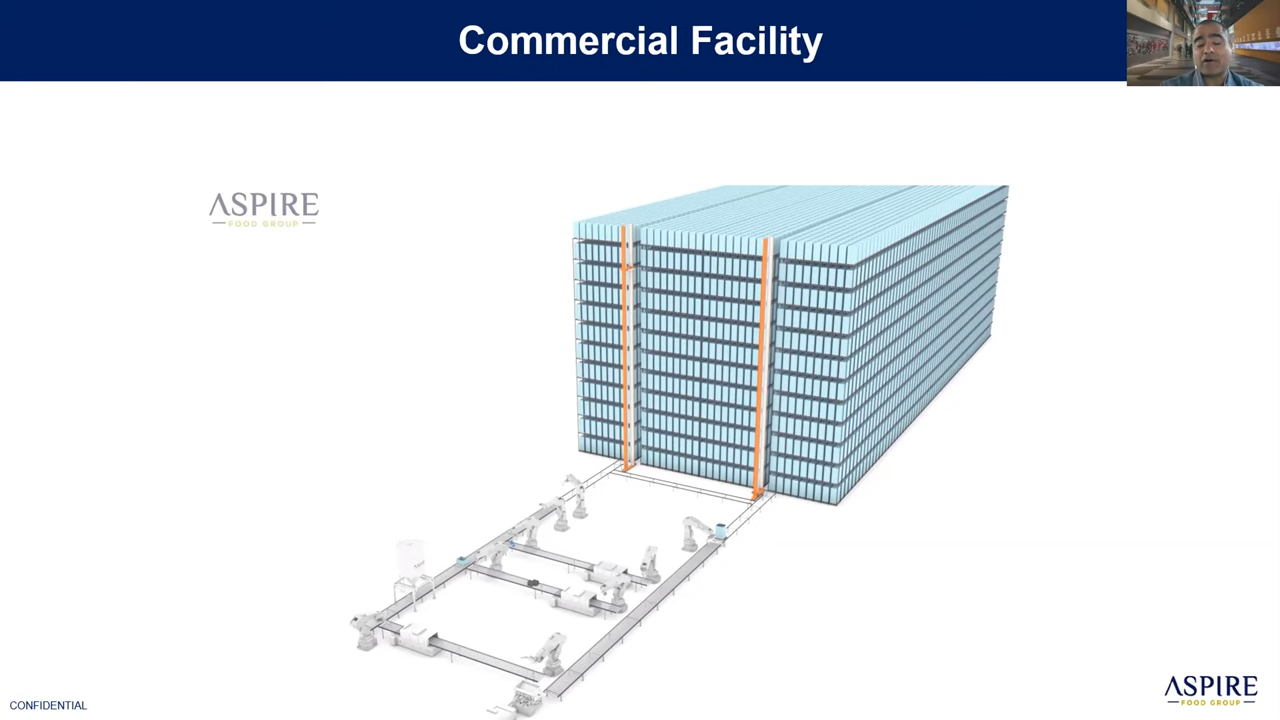 Commercial Facility
ASPIRE
FOOD GROUP
CONFIDENTIAL
ASPIRE
FOOD GROUP